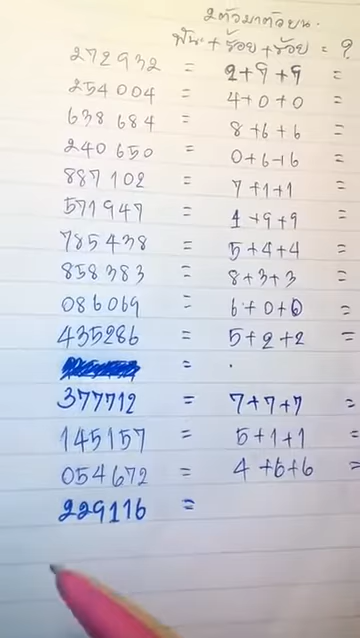 2ตัวมาตัวบน.
พัน + ร้อย + ร้อย = ?
272932 = 2+9+9 =
254004 = 4+0+0 =
638684 = 8+6+6 =
240650 = 0+6+6 =
887102 = 7+1+1 =
571947 = 1+9+9 =
785438 = 5+4+4 =
858383 = 8+3+3 =
086069 = 6+0+0 =
435286 = 5+2+2 =
= .
377712 = 7+7+7 =
145157 = 5+1+1 =
054672 = 4+6+6 =
229116 =